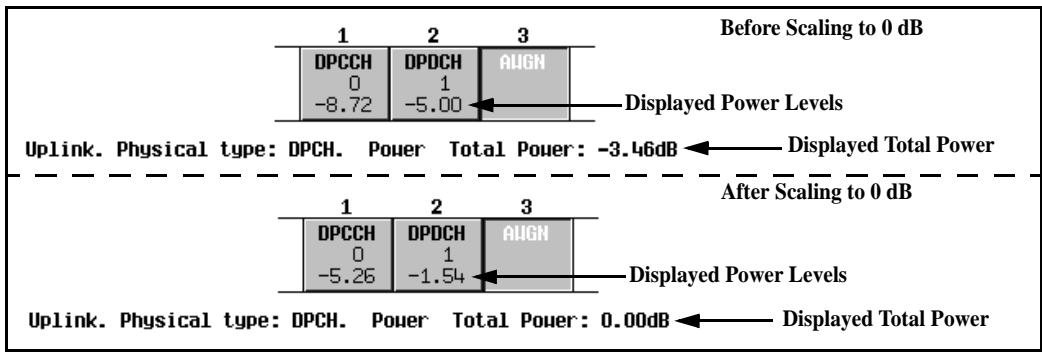 Before Scaling to 0 dB
1 2 3
DPCCH DPDCH AWGN
0 1
-8.72 -5.00 Displayed Power Levels
Uplink. Physical type: DPCH. Power Total Power: -3.46dB Displayed Total Power
After Scaling to 0 dB
1 2 3
DPCCH DPDCH AWGN
0 1
-5.26 -1.54 Displayed Power Levels
Uplink. Physical type: DPCH. Power Total Power: 0.00dB Displayed Total Power